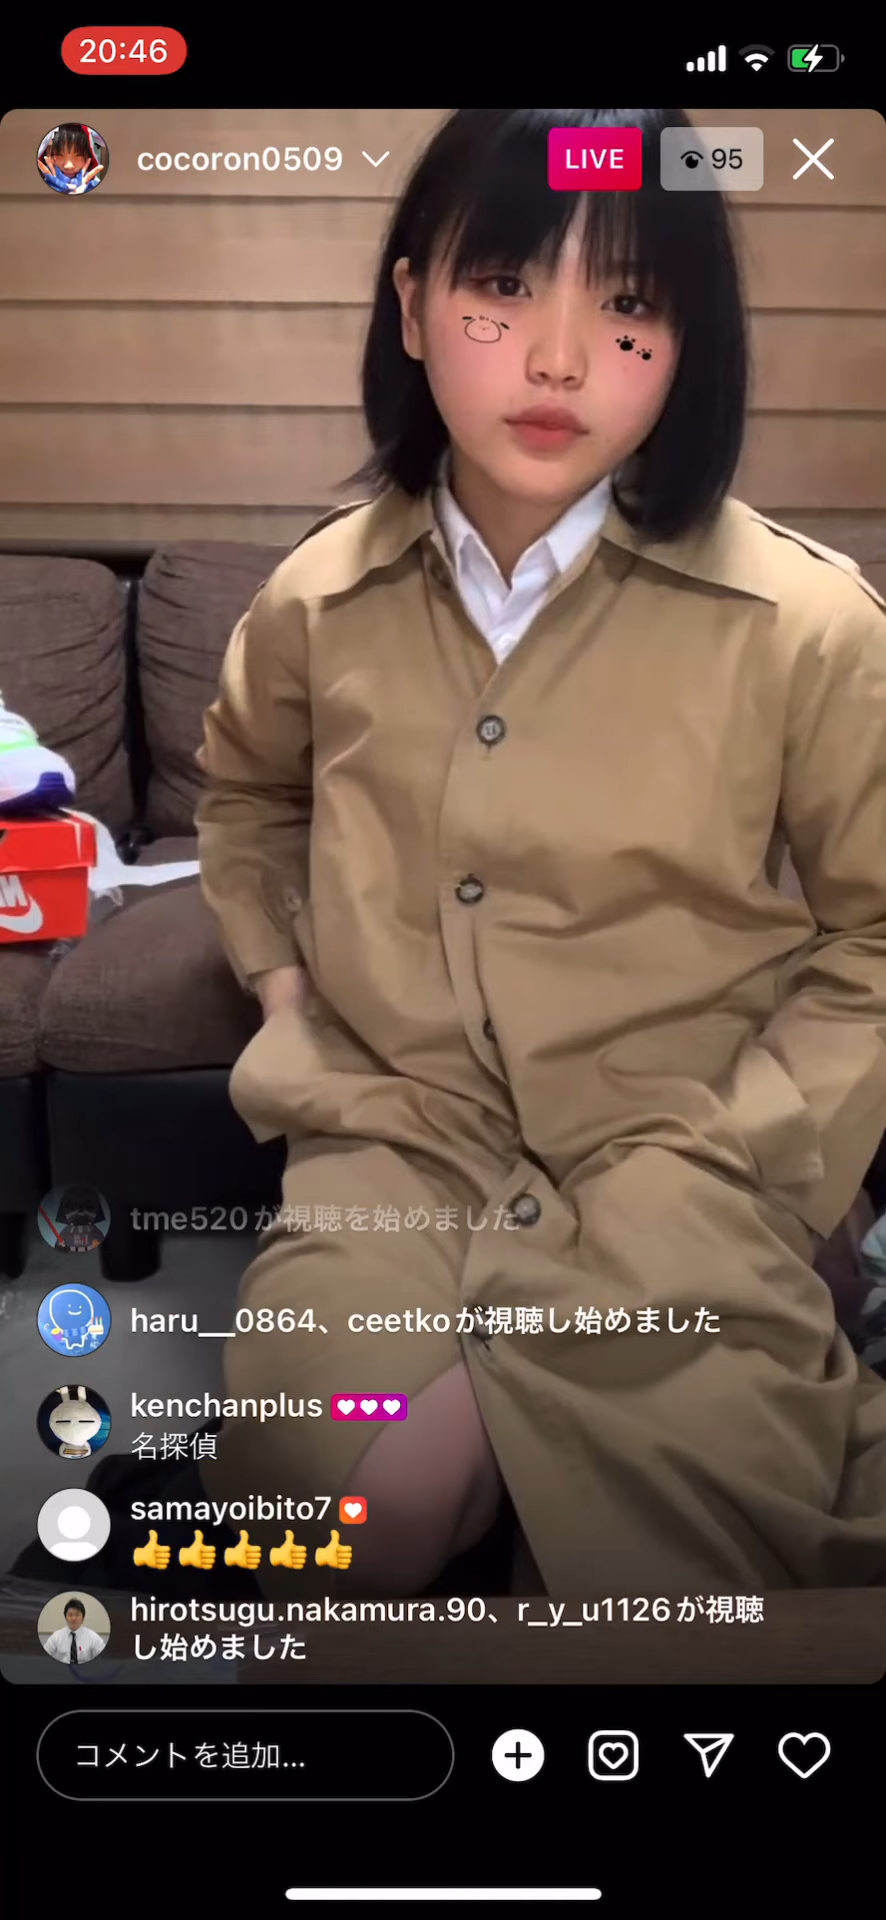 20:46
cocoron0509
LIVE
95
tme520が視聴を始めました
haru__0864、ceetkoが視聴し始めました
kenchanplus
名探偵
samayoibito7
👍👍👍👍👍
hirotsugu.nakamura.90、r_y_u1126が視聴
し始めました
コメントを追加...